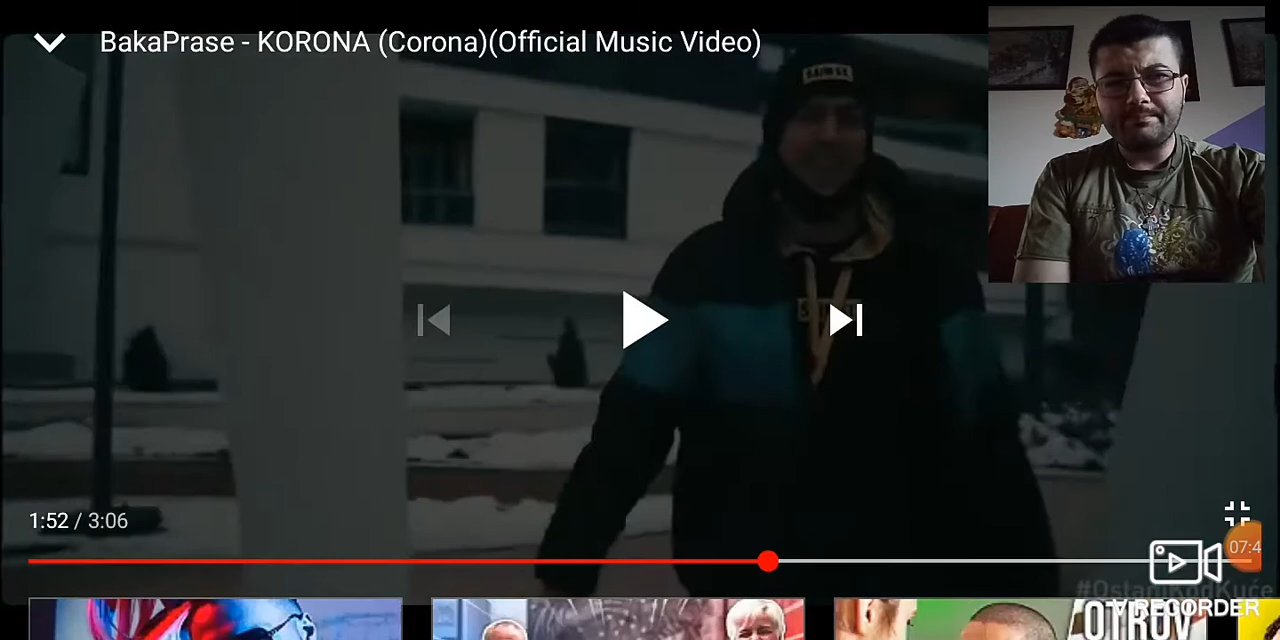 BakaPrase - KORONA (Corona)(Official Music Video)
1:52 / 3:06
07:4
#OstaniKodKuće
V RECORDER
OTROV